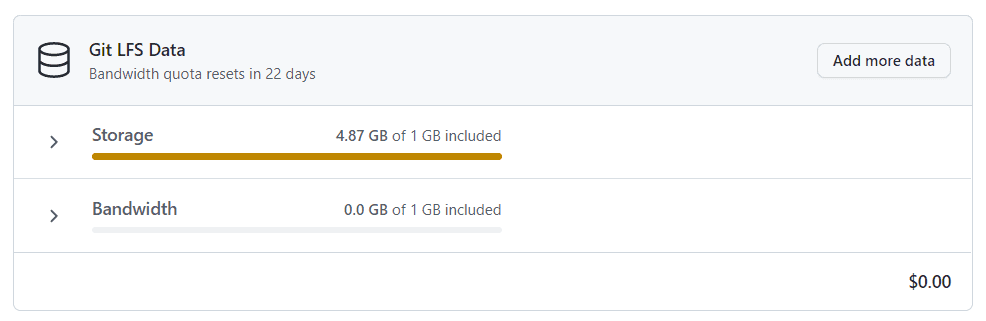 Git LFS Data
Bandwidth quota resets in 22 days
Add more data
Storage 4.87 GB of 1 GB included
Bandwidth 0.0 GB of 1 GB included
$0.00